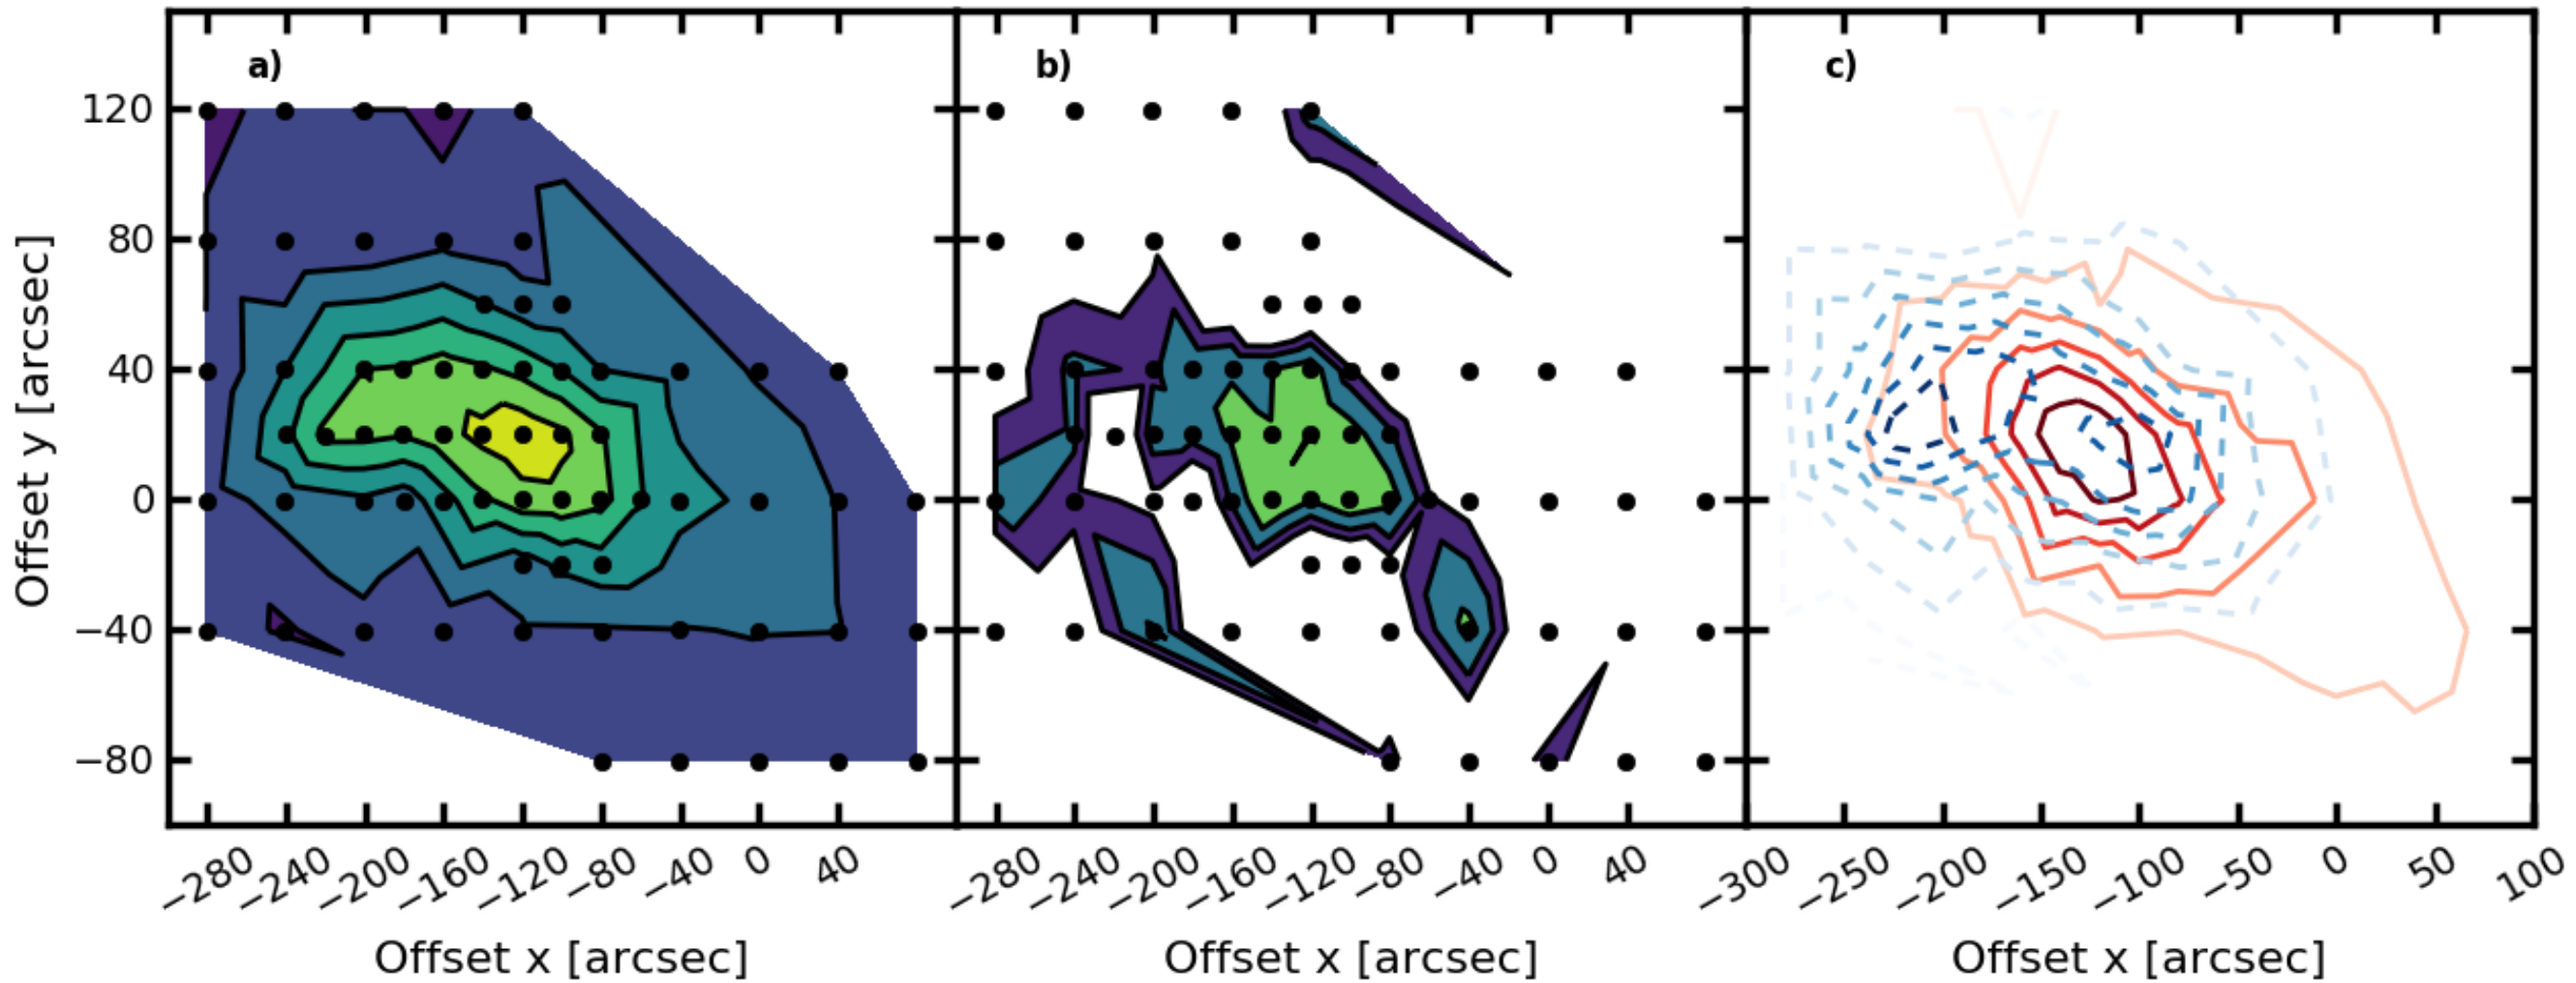 a)
b)
c)
Offset y [arcsec]
120
80
40
0
−40
−80
−280 −240 −200 −160 −120 −80 −40 0 40
−280 −240 −200 −160 −120 −80 −40 0 40
−300 −250 −200 −150 −100 −50 0 50 100
Offset x [arcsec]
Offset x [arcsec]
Offset x [arcsec]